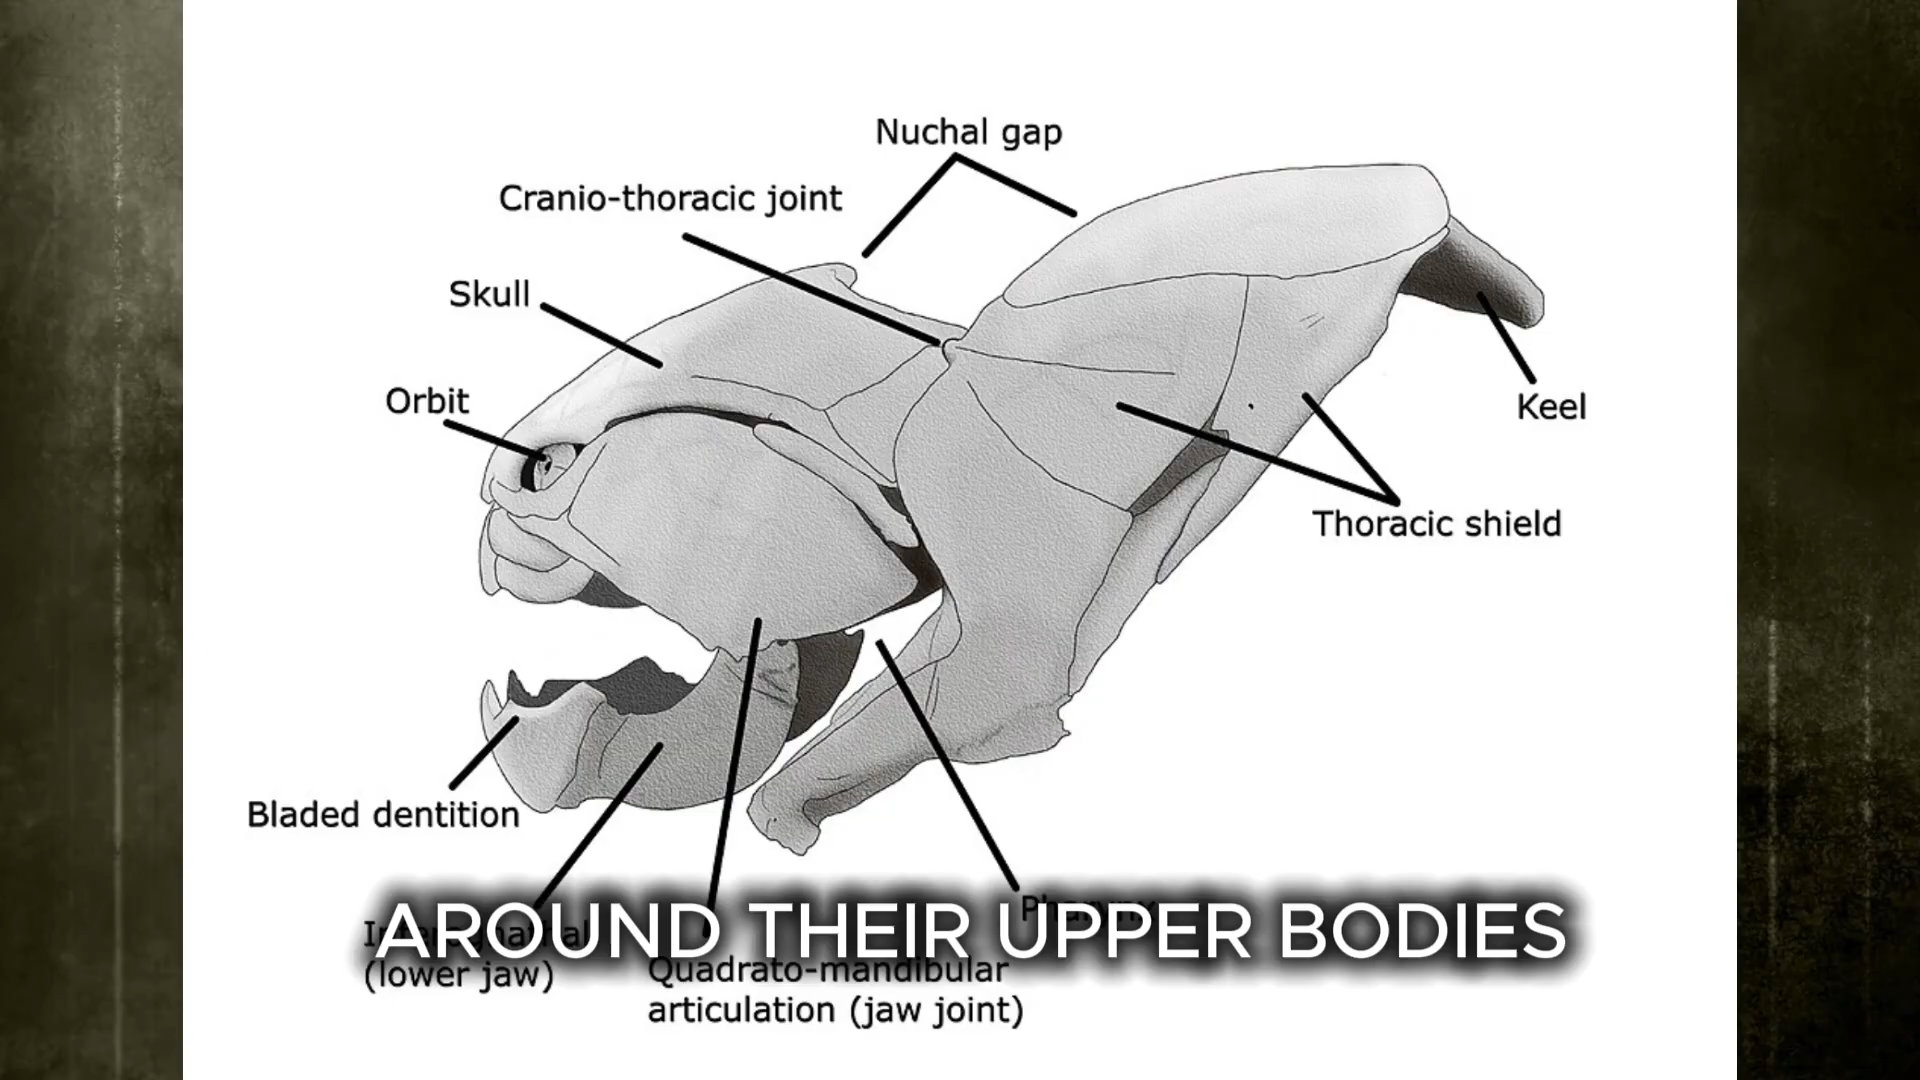 Nuchal gap
Cranio-thoracic joint
Skull
Orbit
Keel
Thoracic shield
Bladed dentition
AROUND THEIR UPPER BODIES
(lower jaw)
Quadrato-mandibular
articulation (jaw joint)